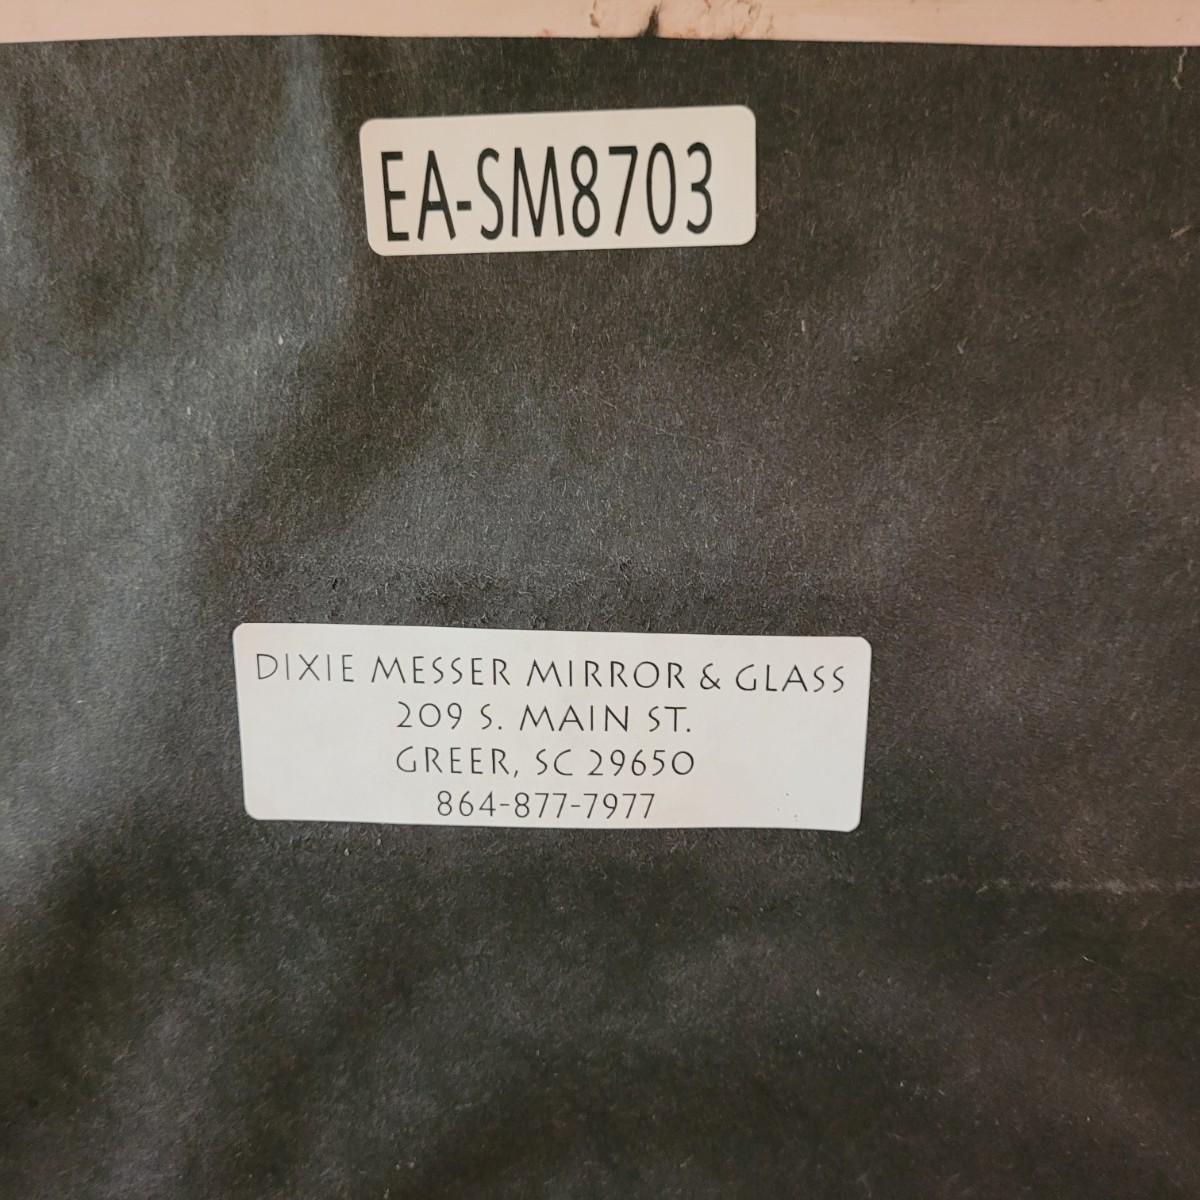 EA-SM8703
DIXIE MESSER MIRROR & GLASS
209 S. MAIN ST.
GREER, SC 29650
864-877-7977